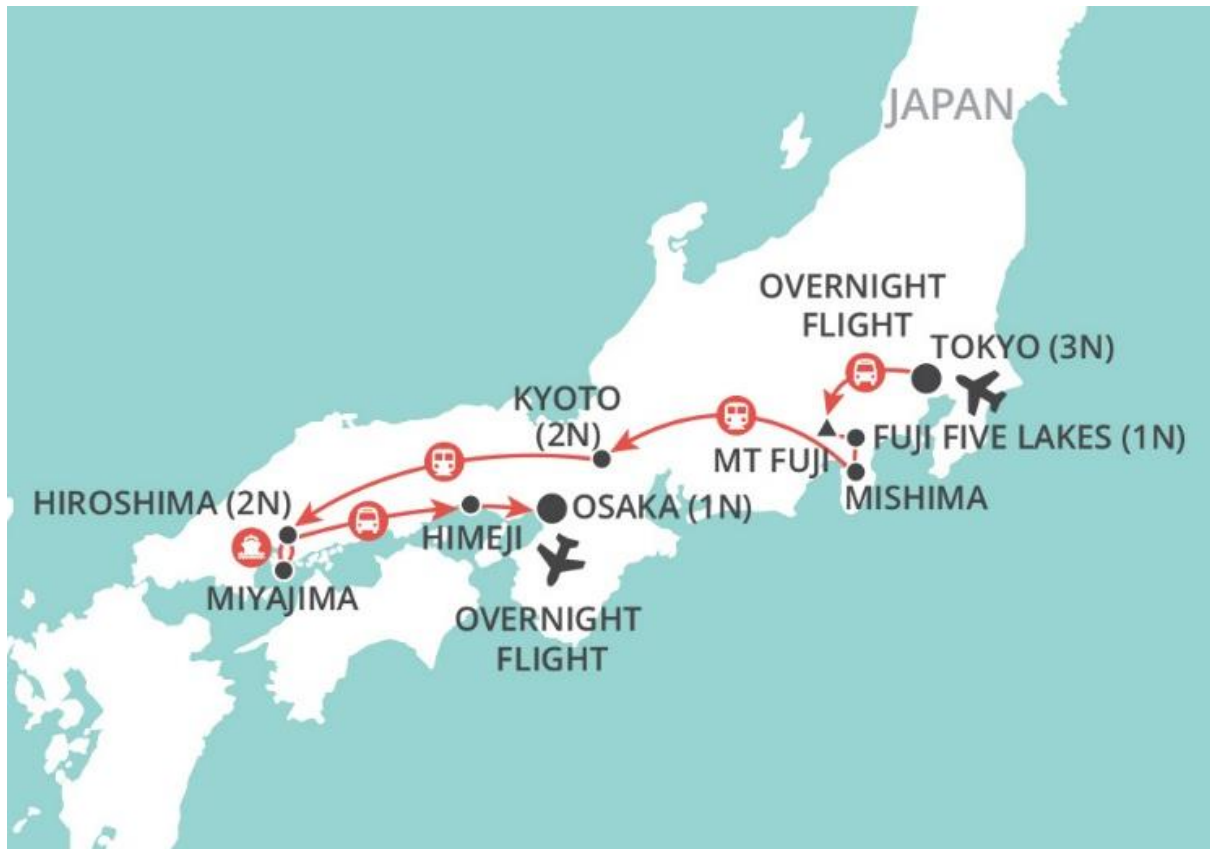 JAPAN
OVERNIGHT
FLIGHT
TOKYO (3N)
KYOTO
(2N)
MT FUJI
FUJI FIVE LAKES (1N)
MISHIMA
HIROSHIMA (2N)
HIMEJI
OSAKA (1N)
MIYAJIMA
OVERNIGHT
FLIGHT